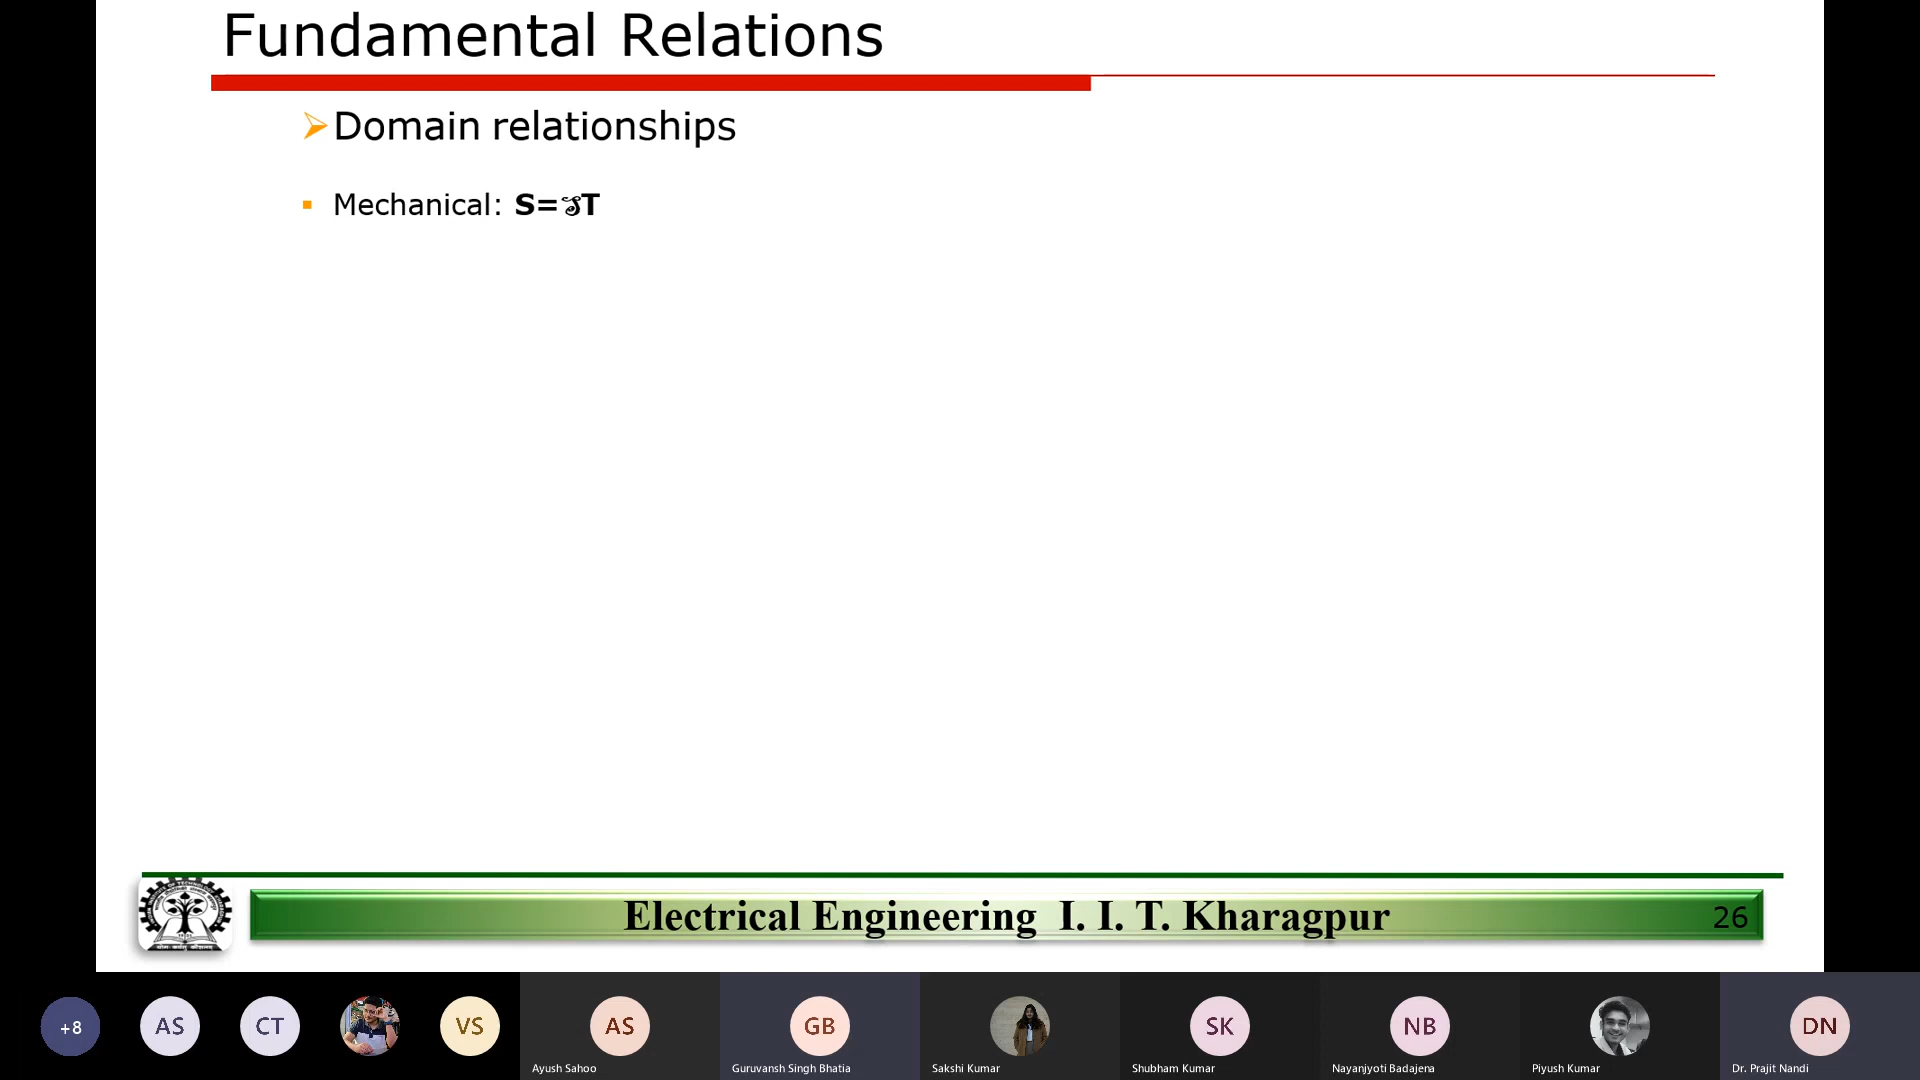 Fundamental Relations
Domain relationships
Mechanical: S=𝒮T
Electrical Engineering I. I. T. Kharagpur
26
+8
AS
CT
VS
AS
GB
SK
NB
DN
Ayush Sahoo
Guruvansh Singh Bhatia
Sakshi Kumar
Shubham Kumar
Nayanjyoti Badajena
Piyush Kumar
Dr. Prajit Nandi